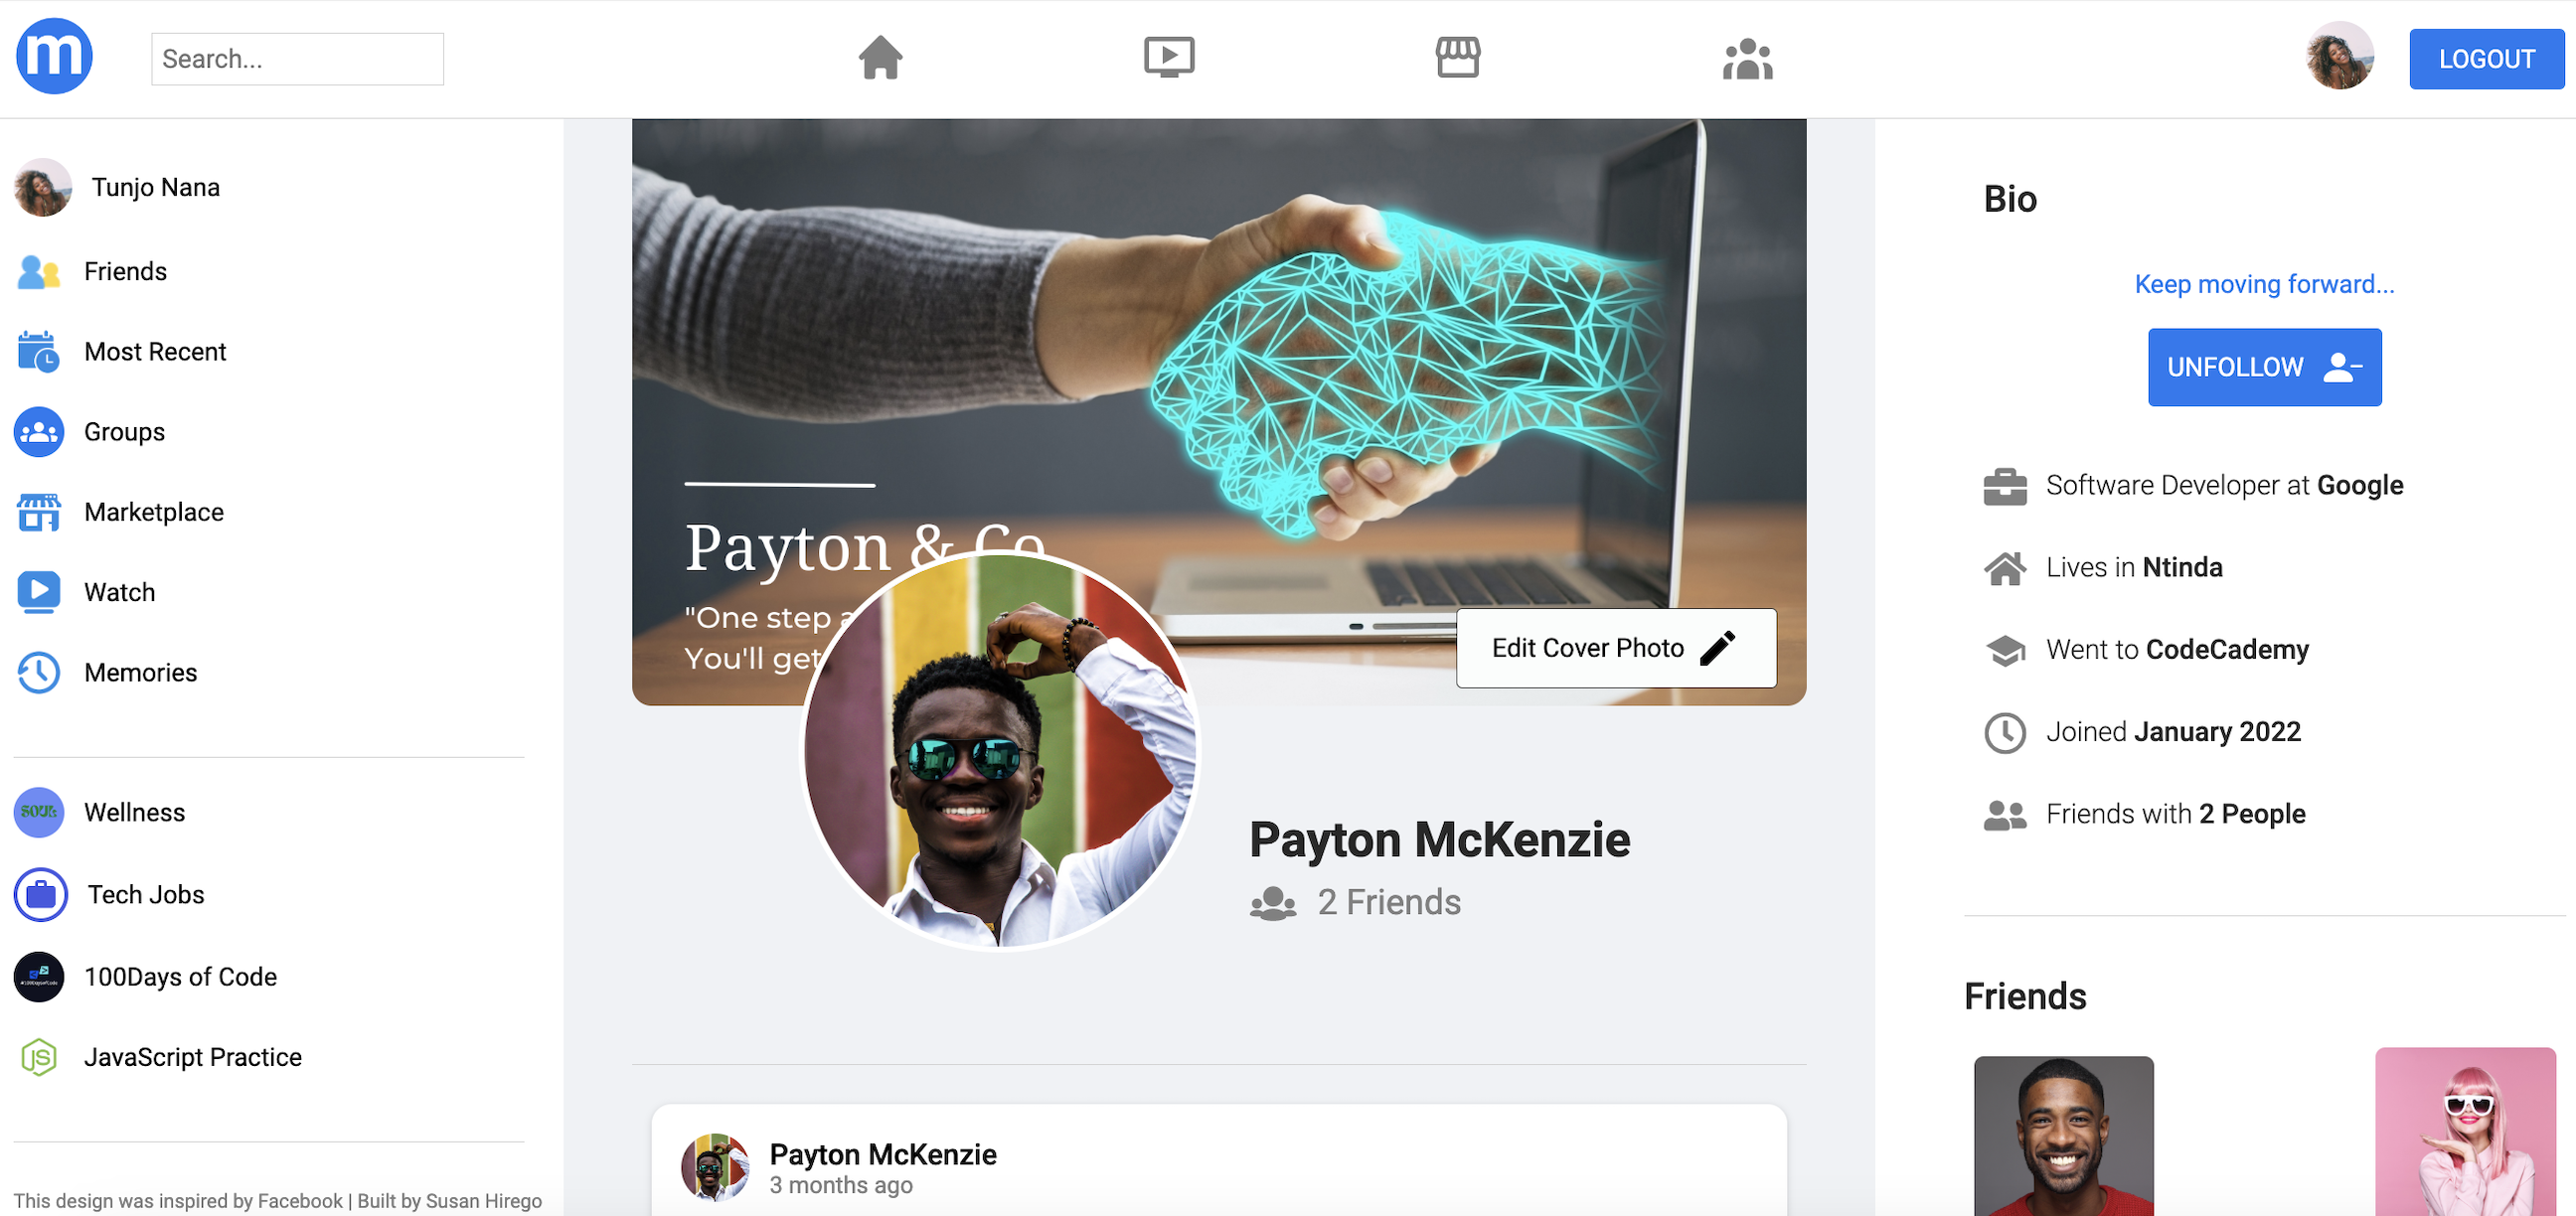 m
Search...
LOGOUT
Tunjo Nana
Friends
Most Recent
Groups
Marketplace
Watch
Memories
SOUL
Wellness
Tech Jobs
100Days of Code
JS
JavaScript Practice
This design was inspired by Facebook | Built by Susan Hirego
Payton & Co
"One step a
You'll get
Edit Cover Photo
Payton McKenzie
2 Friends
Payton McKenzie
3 months ago
Bio
Keep moving forward...
UNFOLLOW
Software Developer at Google
Lives in Ntinda
Went to CodeCademy
Joined January 2022
Friends with 2 People
Friends